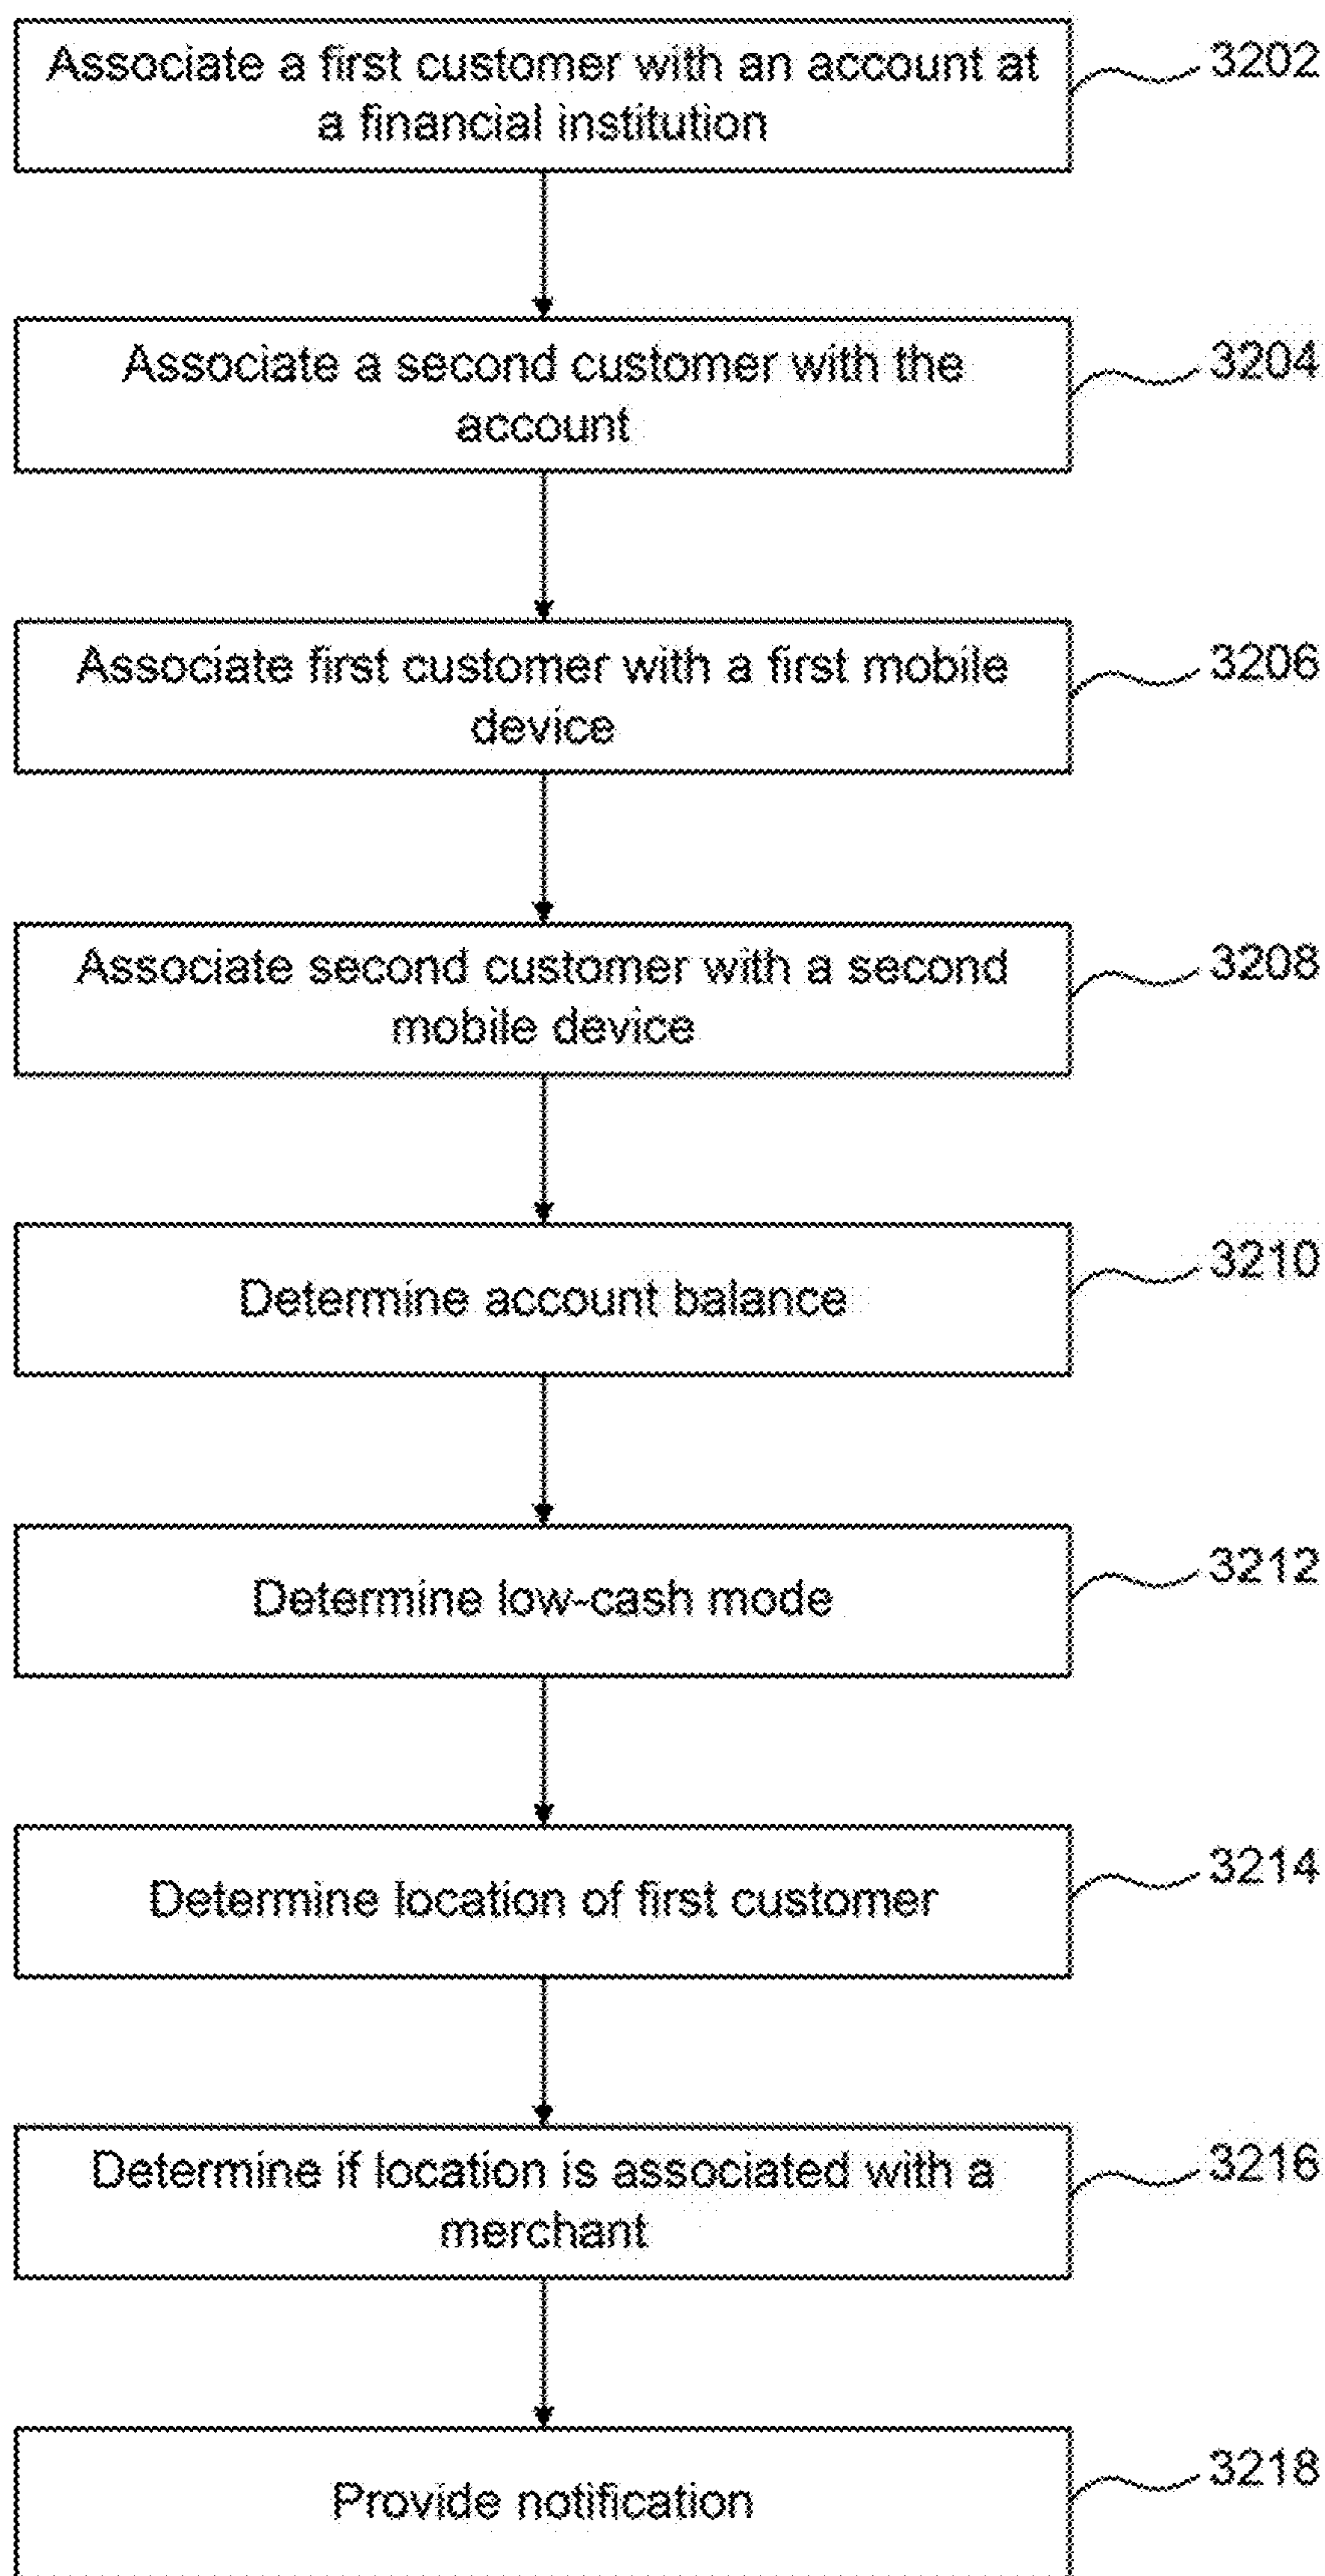 Associate a first customer with an account at
a financial institution
3202
Associate a second customer with the
account
3204
Associate first customer with a first mobile
device
3206
Associate second customer with a second
mobile device
3208
Determine account balance
3210
Determine low-cash mode
3212
Determine location of first customer
3214
Determine if location is associated with a
merchant
3216
Provide notification
3218